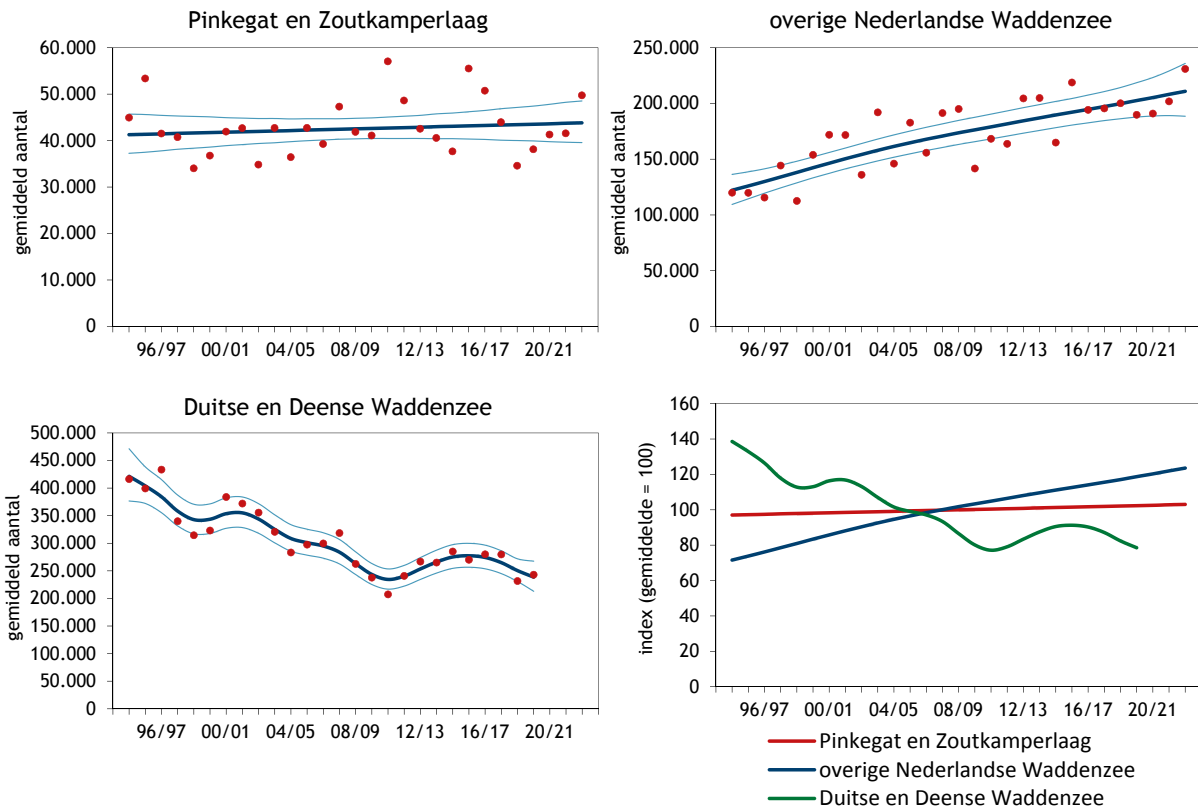 Pinkegat en Zoutkamperlaag
60.000
50.000
40.000
30.000
20.000
10.000
0
gemiddeld aantal
96/97 00/01 04/05 08/09 12/13 16/17 20/21
overige Nederlandse Waddenzee
250.000
200.000
150.000
100.000
50.000
0
gemiddeld aantal
96/97 00/01 04/05 08/09 12/13 16/17 20/21
Duitse en Deense Waddenzee
500.000
450.000
400.000
350.000
300.000
250.000
200.000
150.000
100.000
50.000
0
gemiddeld aantal
96/97 00/01 04/05 08/09 12/13 16/17 20/21
160
140
120
100
80
60
40
20
0
index (gemiddelde = 100)
96/97 00/01 04/05 08/09 12/13 16/17 20/21
Pinkegat en Zoutkamperlaag
overige Nederlandse Waddenzee
Duitse en Deense Waddenzee